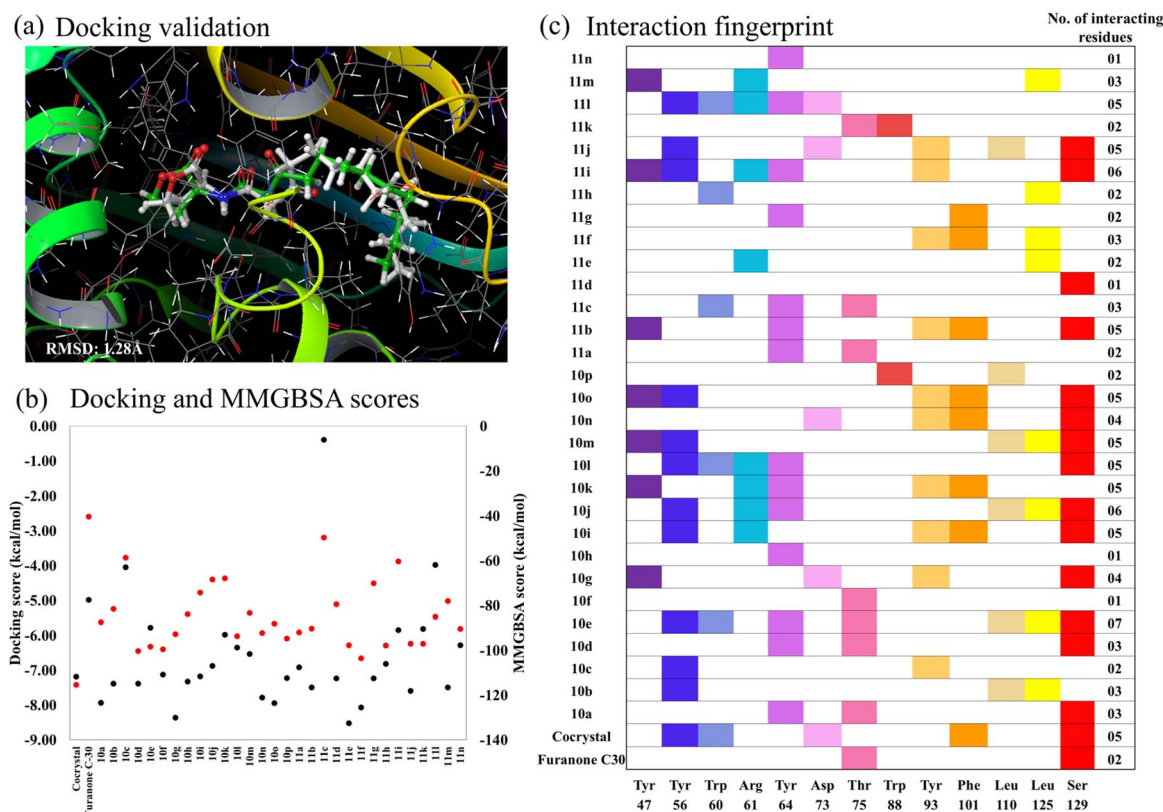 (a) Docking validation
RMSD: 1.28Å
(b) Docking and MMGBSA scores
Docking score (kcal/mol)
0.00
-1.00
-2.00
-3.00
-4.00
-5.00
-6.00
-7.00
-8.00
-9.00
0
-20
-40
-60
-80
-100
-120
-140
MMGBSA score (kcal/mol)
Cocrystal
Furanone C-30
10a
10b
10c
10d
10e
10f
10g
10h
10i
10j
10k
10l
10m
10n
10o
10p
11a
11b
11c
11d
11e
11f
11g
11h
11i
11j
11k
11l
11m
11n
(c) Interaction fingerprint
No. of interacting
residues
11n 01
11m 03
11l 05
11k 02
11j 05
11i 06
11h 02
11g 02
11f 03
11e 02
11d 01
11c 03
11b 05
11a 02
10p 02
10o 05
10n 04
10m 05
10l 05
10k 05
10j 06
10i 05
10h 01
10g 04
10f 01
10e 07
10d 03
10c 02
10b 03
10a 03
Cocrystal 05
Furanone C30 02
Tyr Tyr Trp Arg Tyr Asp Thr Trp Tyr Phe Leu Leu Ser
47 56 60 61 64 73 75 88 93 101 110 125 129